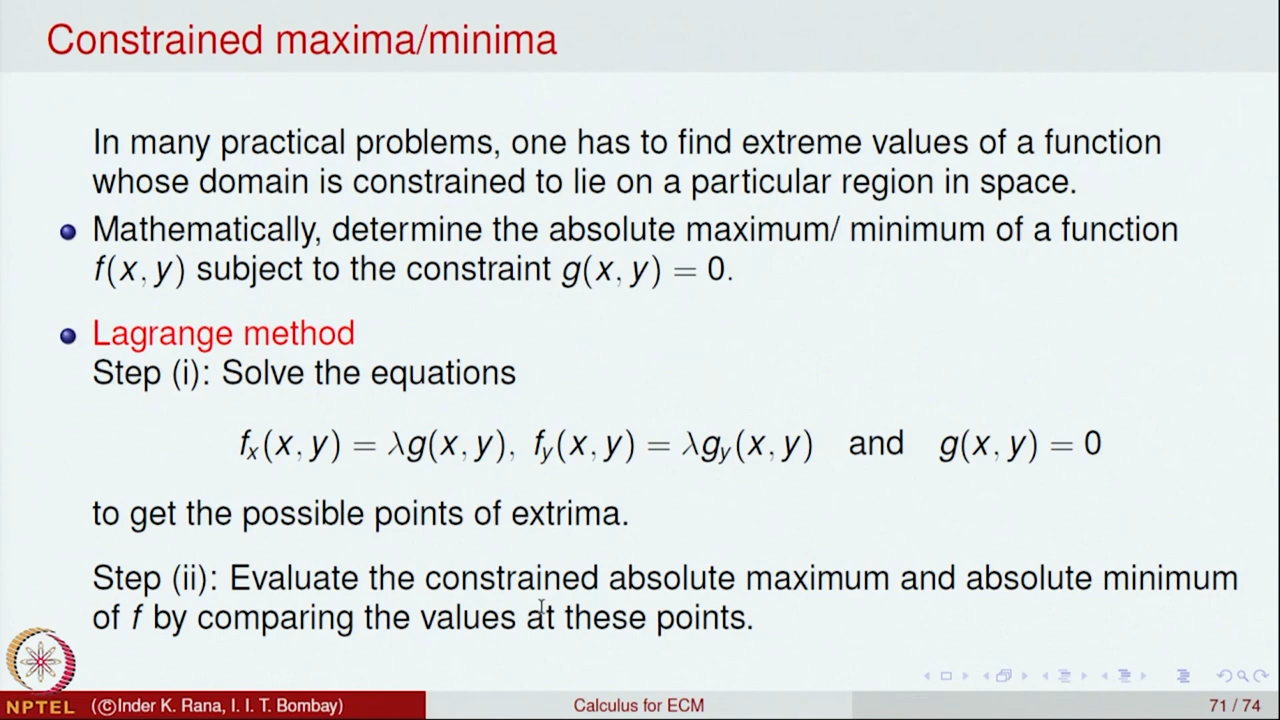 Constrained maxima/minima
In many practical problems, one has to find extreme values of a function
whose domain is constrained to lie on a particular region in space.
Mathematically, determine the absolute maximum/ minimum of a function
f(x, y) subject to the constraint g(x, y) = 0.
Lagrange method
Step (i): Solve the equations
fₓ(x, y) = λg(x, y), f_y(x, y) = λg_y(x, y) and g(x, y) = 0
to get the possible points of extrima.
Step (ii): Evaluate the constrained absolute maximum and absolute minimum
of f by comparing the values at these points.
NPTEL (©Inder K. Rana, I. I. T. Bombay) Calculus for ECM 71 / 74